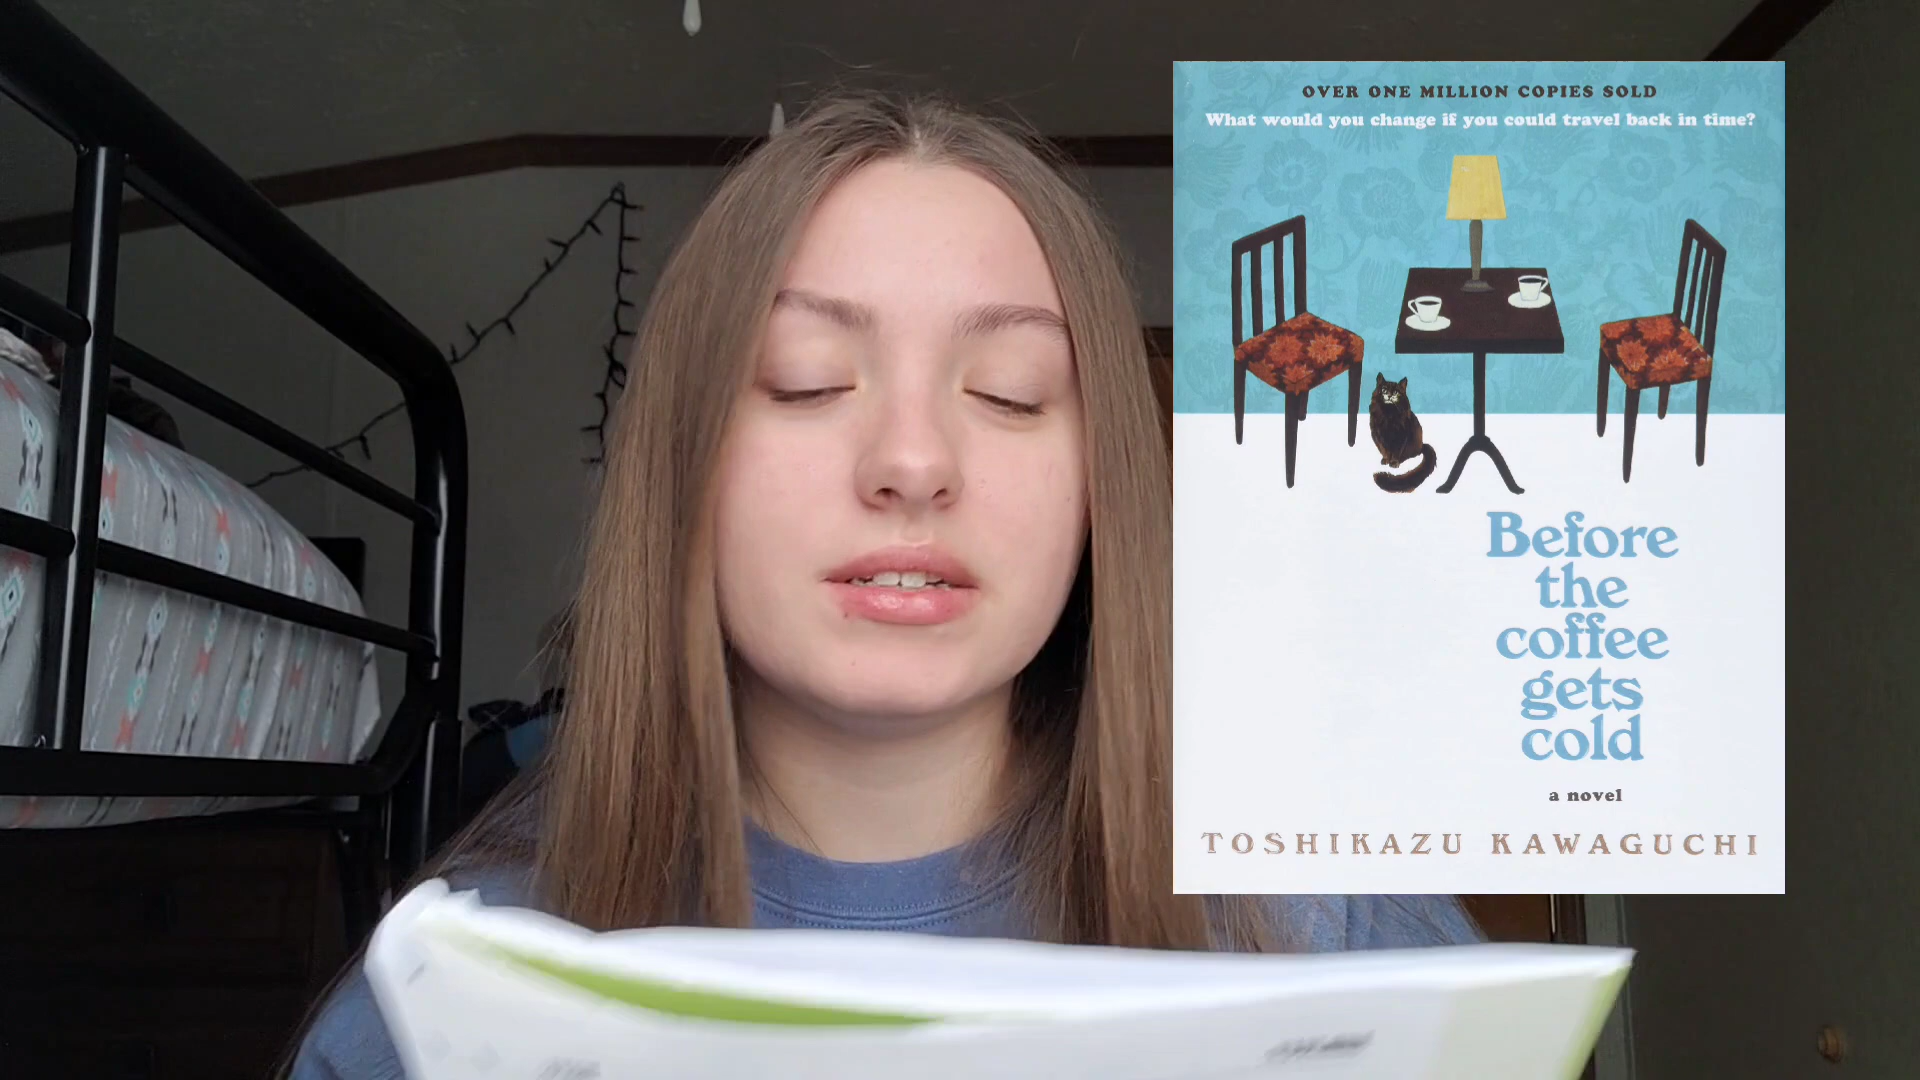 OVER ONE MILLION COPIES SOLD
What would you change if you could travel back in time?
Before
the
coffee
gets
cold
a novel
TOSHIKAZU KAWAGUCHI